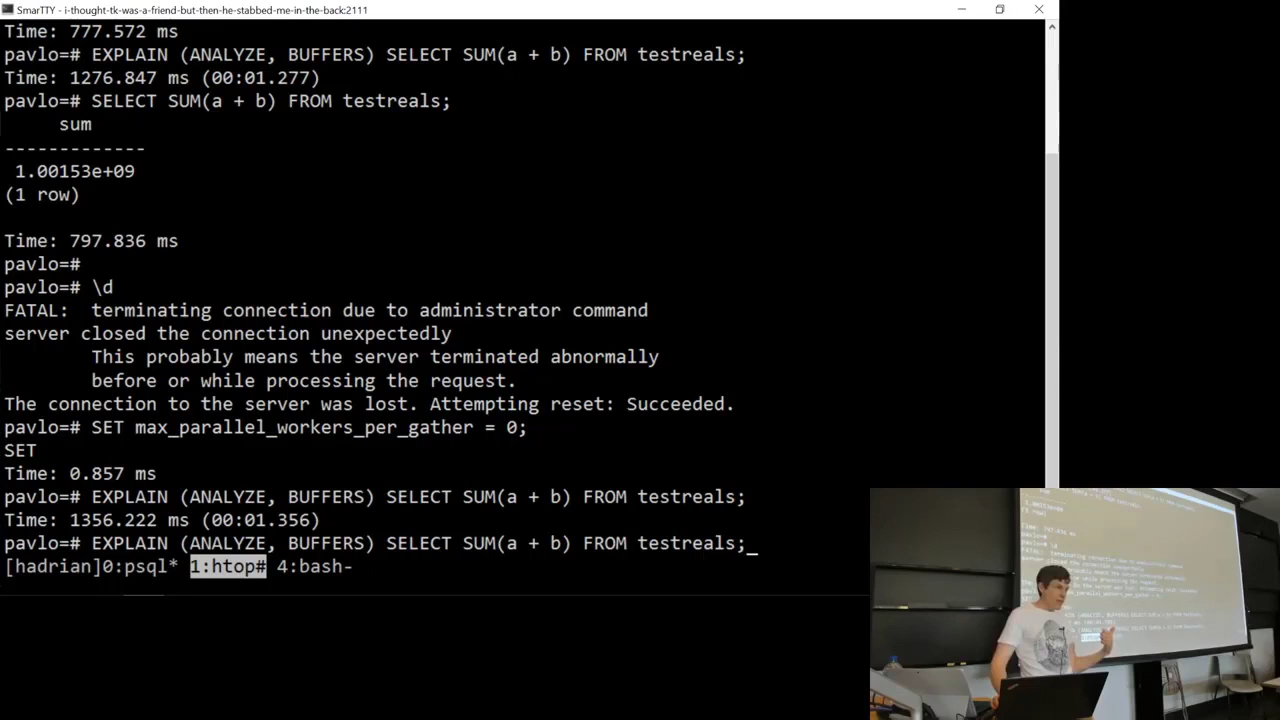 SmarTTY - i-thought-tk-was-a-friend-but-then-he-stabbed-me-in-the-back:2111
Time: 777.572 ms
pavlo=# EXPLAIN (ANALYZE, BUFFERS) SELECT SUM(a + b) FROM testreals;
Time: 1276.847 ms (00:01.277)
pavlo=# SELECT SUM(a + b) FROM testreals;
sum
-------------
1.00153e+09
(1 row)
Time: 797.836 ms
pavlo=#
pavlo=# \d
FATAL:  terminating connection due to administrator command
server closed the connection unexpectedly
This probably means the server terminated abnormally
before or while processing the request.
The connection to the server was lost. Attempting reset: Succeeded.
pavlo=# SET max_parallel_workers_per_gather = 0;
SET
Time: 0.857 ms
pavlo=# EXPLAIN (ANALYZE, BUFFERS) SELECT SUM(a + b) FROM testreals;
Time: 1356.222 ms (00:01.356)
pavlo=# EXPLAIN (ANALYZE, BUFFERS) SELECT SUM(a + b) FROM testreals;_
[hadrian]0:psql* 1:htop# 4:bash-